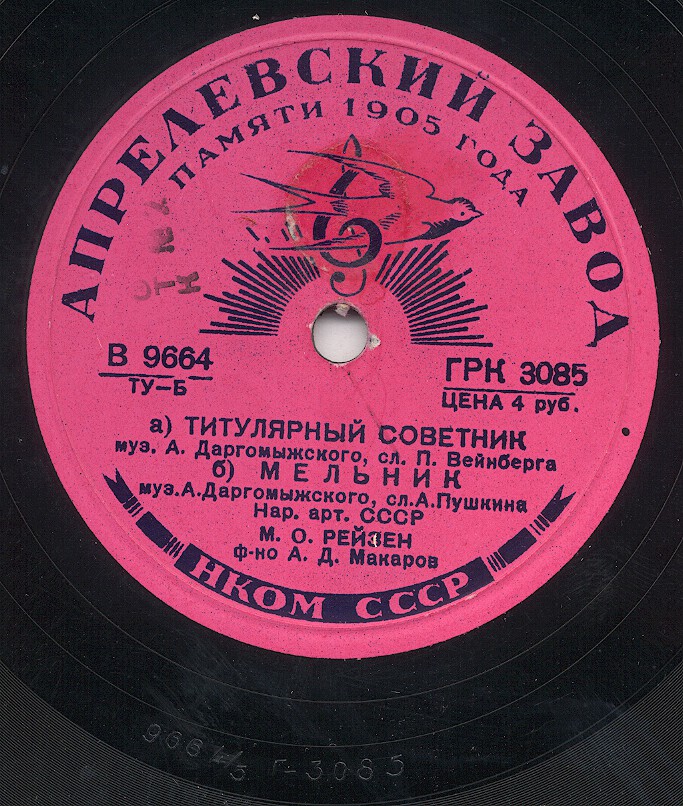 АПРЕЛЕВСКИЙ ЗАВОД
ПАМЯТИ 1905 ГОДА
В 9664
ТУ-Б
ГРК 3085
ЦЕНА 4 руб.
а) ТИТУЛЯРНЫЙ СОВЕТНИК
муз. А. Даргомыжского, сл. П. Вейнберга
б) МЕЛЬНИК
муз. А. Даргомыжского, сл. А. Пушкина
Нар. арт. СССР
М. О. РЕЙЗЕН
ф-но А. Д. Макаров
НКОМ СССР
Г-3085